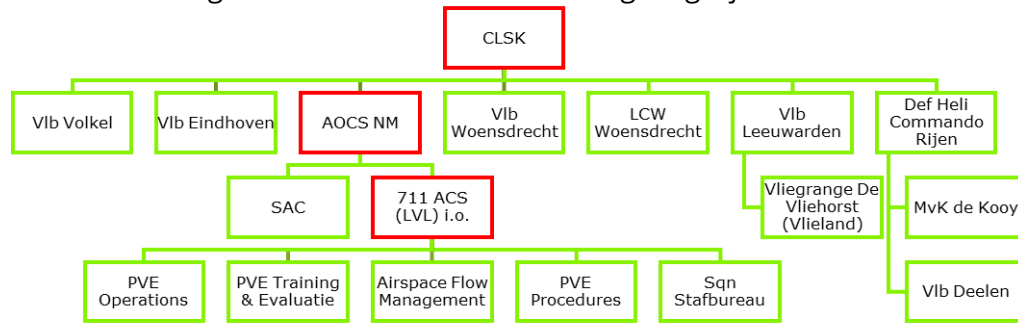 CLSK
Vlb Volkel
Vlb Eindhoven
AOCS NM
Vlb
Woensdrecht
LCW
Woensdrecht
Vlb
Leeuwarden
Def Heli
Commando
Rijen
SAC
711 ACS
(LVL) i.o.
Vliegrange De
Vliehorst
(Vlieland)
MvK de Kooy
PVE
Operations
PVE Training
& Evaluatie
Airspace Flow
Management
PVE
Procedures
Sqn
Stafbureau
Vlb Deelen